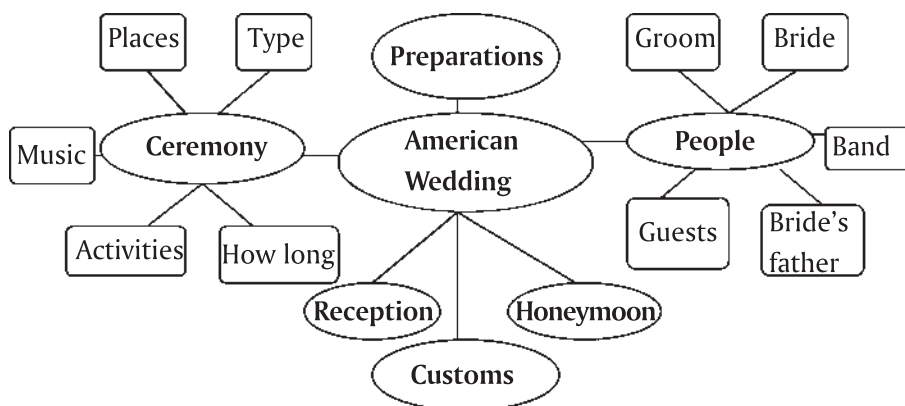 Places
Type
Preparations
Groom
Bride
Music
Ceremony
American
Wedding
People
Band
Activities
How long
Guests
Bride's
father
Reception
Honeymoon
Customs